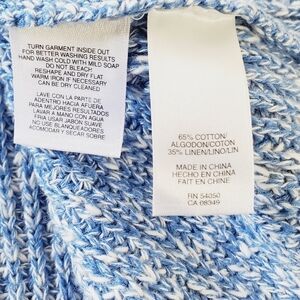 TURN GARMENT INSIDE OUT
FOR BETTER WASHING RESULTS
HAND WASH COLD WITH MILD SOAP
DO NOT BLEACH
RESHAPE AND DRY FLAT
WARM IRON IF NECESSARY
CAN BE DRY CLEANED
LAVE CON LA PARTE DE
ADENTRO HACIA AFUERA
PARA MEJORES RESULTADOS
LAVAR A MANO CON AGUA
FRIA USAR JABON SUAVE
NO USE BLANQUEADORES
ACOMODAR Y SECAR SOBRE
65% COTTON/
ALGODON/COTON
35% LINEN/LINO/LIN
MADE IN CHINA
HECHO EN CHINA
FAIT EN CHINE
RN 54050
CA 08349